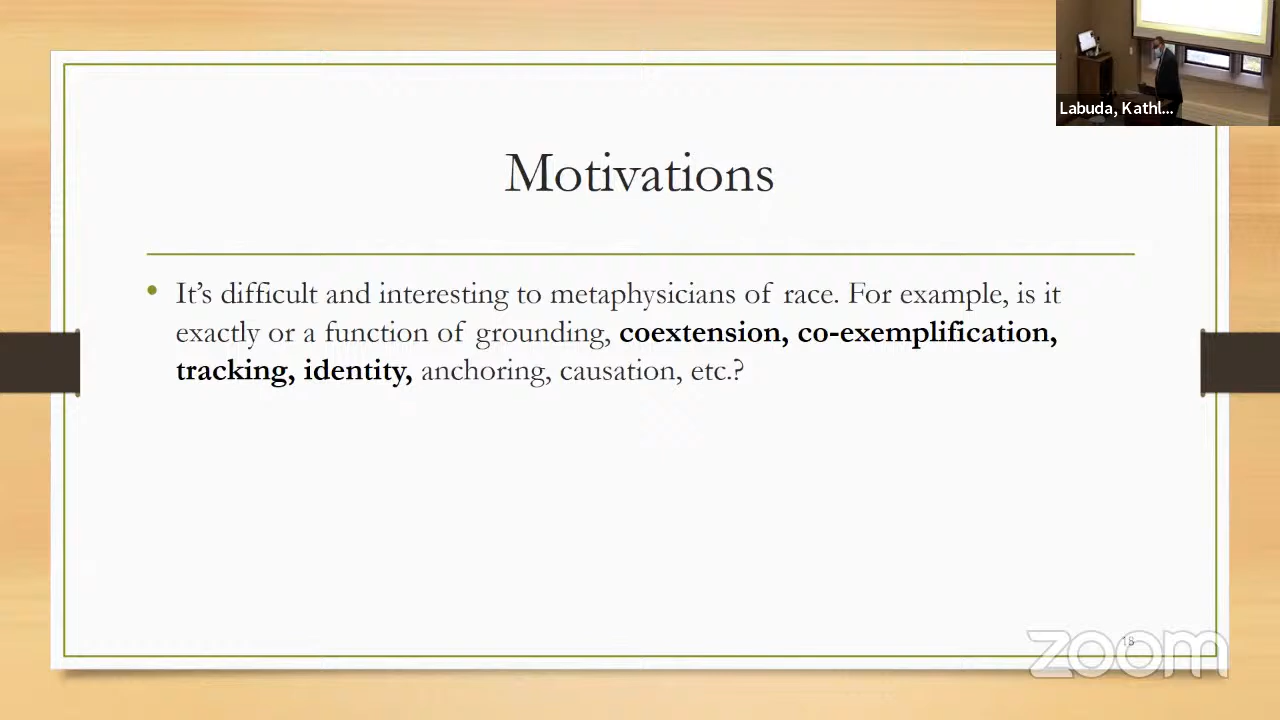 Labuda, Kathl...
Motivations
• It's difficult and interesting to metaphysicians of race. For example, is it
exactly or a function of grounding, coextension, co-exemplification,
tracking, identity, anchoring, causation, etc.?
18
zoom